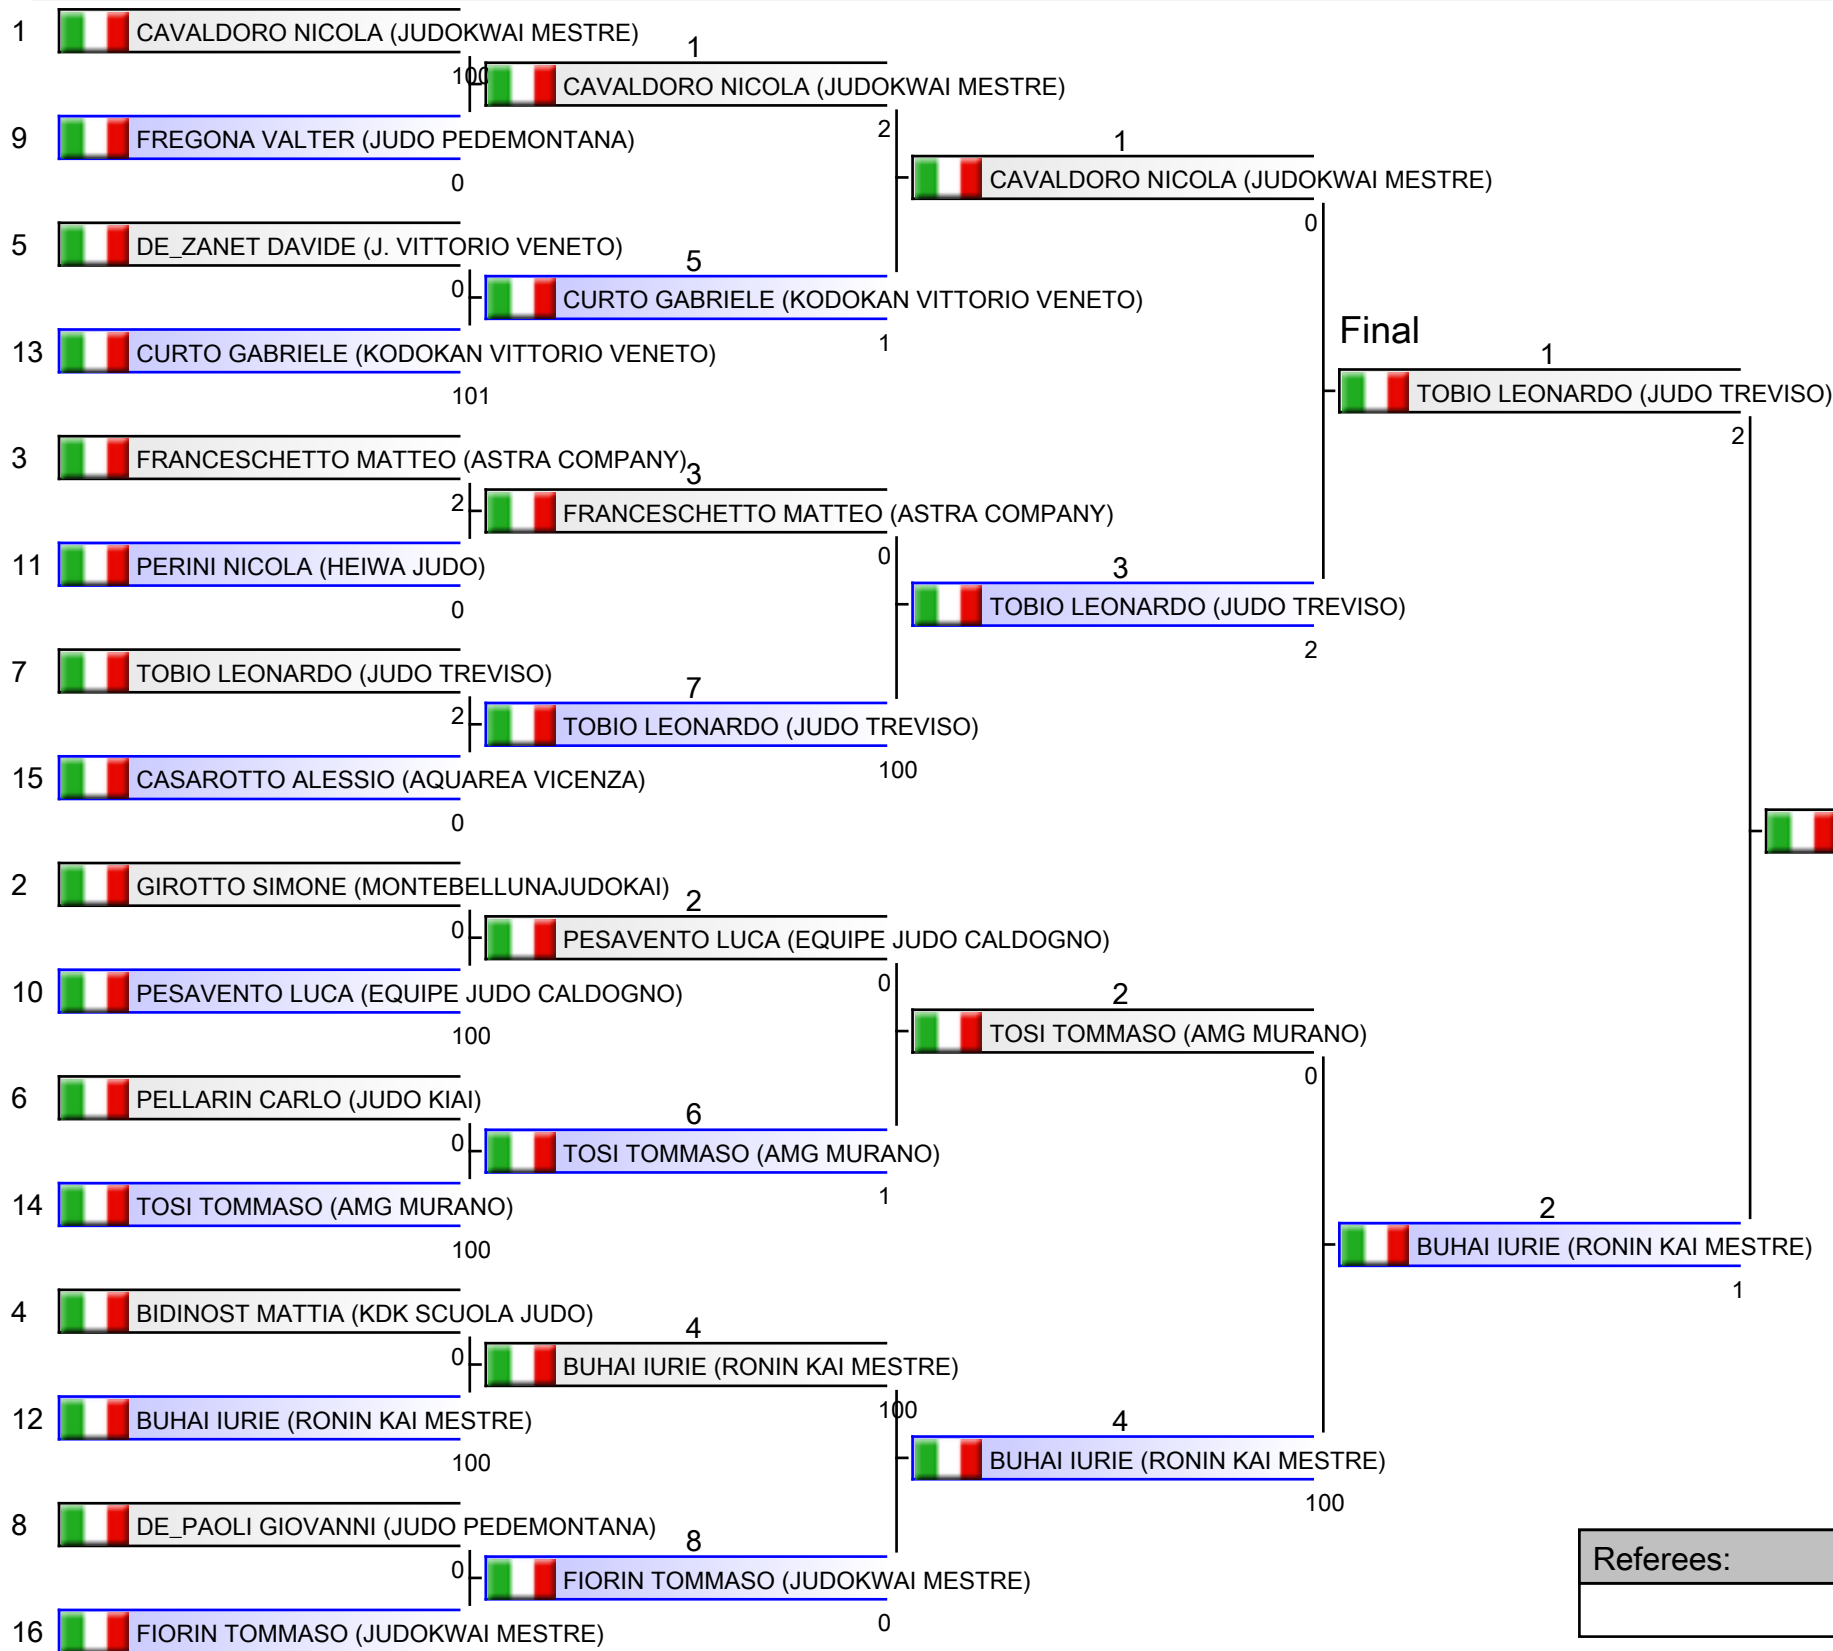 1 CAVALDORO NICOLA (JUDOKWAI MESTRE)
100
1
CAVALDORO NICOLA (JUDOKWAI MESTRE)
2
9 FREGONA VALTER (JUDO PEDEMONTANA)
0
1
CAVALDORO NICOLA (JUDOKWAI MESTRE)
0
5 DE_ZANET DAVIDE (J. VITTORIO VENETO)
0
5
CURTO GABRIELE (KODOKAN VITTORIO VENETO)
1
13 CURTO GABRIELE (KODOKAN VITTORIO VENETO)
101
Final
1
TOBIO LEONARDO (JUDO TREVISO)
2
3 FRANCESCHETTO MATTEO (ASTRA COMPANY)
2
3
FRANCESCHETTO MATTEO (ASTRA COMPANY)
0
11 PERINI NICOLA (HEIWA JUDO)
0
3
TOBIO LEONARDO (JUDO TREVISO)
2
7 TOBIO LEONARDO (JUDO TREVISO)
2
7
TOBIO LEONARDO (JUDO TREVISO)
100
15 CASAROTTO ALESSIO (AQUAREA VICENZA)
0
2 GIROTTO SIMONE (MONTEBELLUNAJUDOKAI)
0
2
PESAVENTO LUCA (EQUIPE JUDO CALDOGNO)
0
10 PESAVENTO LUCA (EQUIPE JUDO CALDOGNO)
100
2
TOSI TOMMASO (AMG MURANO)
0
6 PELLARIN CARLO (JUDO KIAI)
0
6
TOSI TOMMASO (AMG MURANO)
1
14 TOSI TOMMASO (AMG MURANO)
100
2
BUHAI IURIE (RONIN KAI MESTRE)
1
4 BIDINOST MATTIA (KDK SCUOLA JUDO)
0
4
BUHAI IURIE (RONIN KAI MESTRE)
100
12 BUHAI IURIE (RONIN KAI MESTRE)
100
4
BUHAI IURIE (RONIN KAI MESTRE)
100
8 DE_PAOLI GIOVANNI (JUDO PEDEMONTANA)
0
8
FIORIN TOMMASO (JUDOKWAI MESTRE)
0
16 FIORIN TOMMASO (JUDOKWAI MESTRE)
Referees: